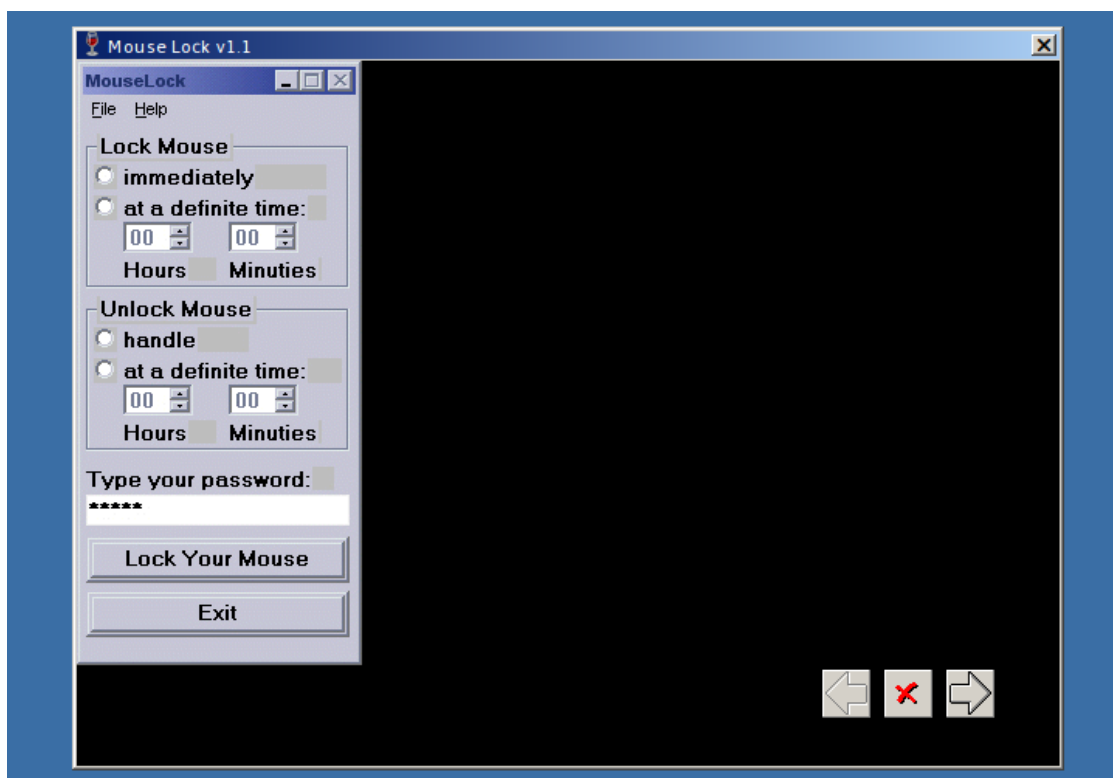 Mouse Lock v1.1
MouseLock
File Help
Lock Mouse
immediately
at a definite time:
00 00
Hours Minuties
Unlock Mouse
handle
at a definite time:
00 00
Hours Minuties
Type your password:
*****
Lock Your Mouse
Exit